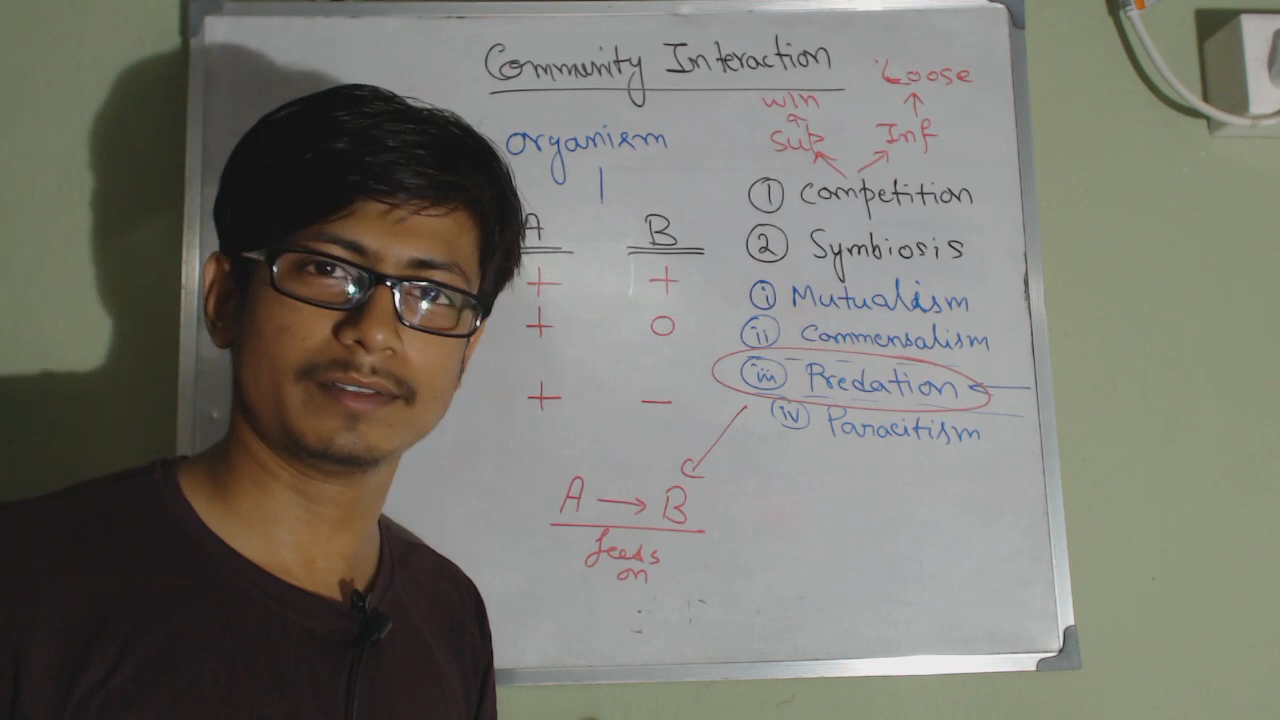 Community Interaction
win Loose
Sup Inf
organism
① Competition
A B
② Symbiosis
+ +
ⓘ Mutualism
+ 0
ⓘⓘ Commensalism
(iii) Predation
+ −
(iv) Paracitism
A → B
feeds
on